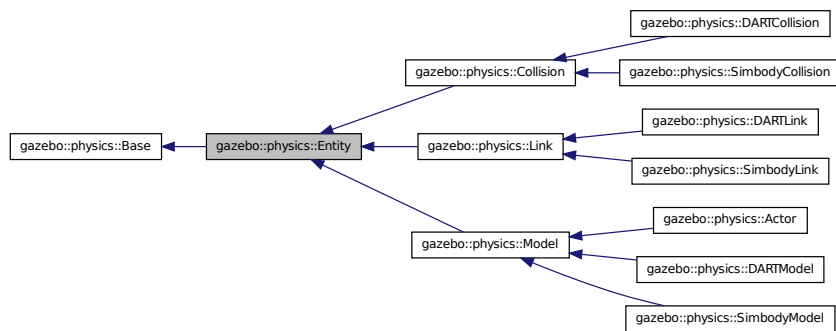 gazebo::physics::DARTCollision
gazebo::physics::Collision
gazebo::physics::SimbodyCollision
gazebo::physics::DARTLink
gazebo::physics::Base
gazebo::physics::Entity
gazebo::physics::Link
gazebo::physics::SimbodyLink
gazebo::physics::Actor
gazebo::physics::Model
gazebo::physics::DARTModel
gazebo::physics::SimbodyModel